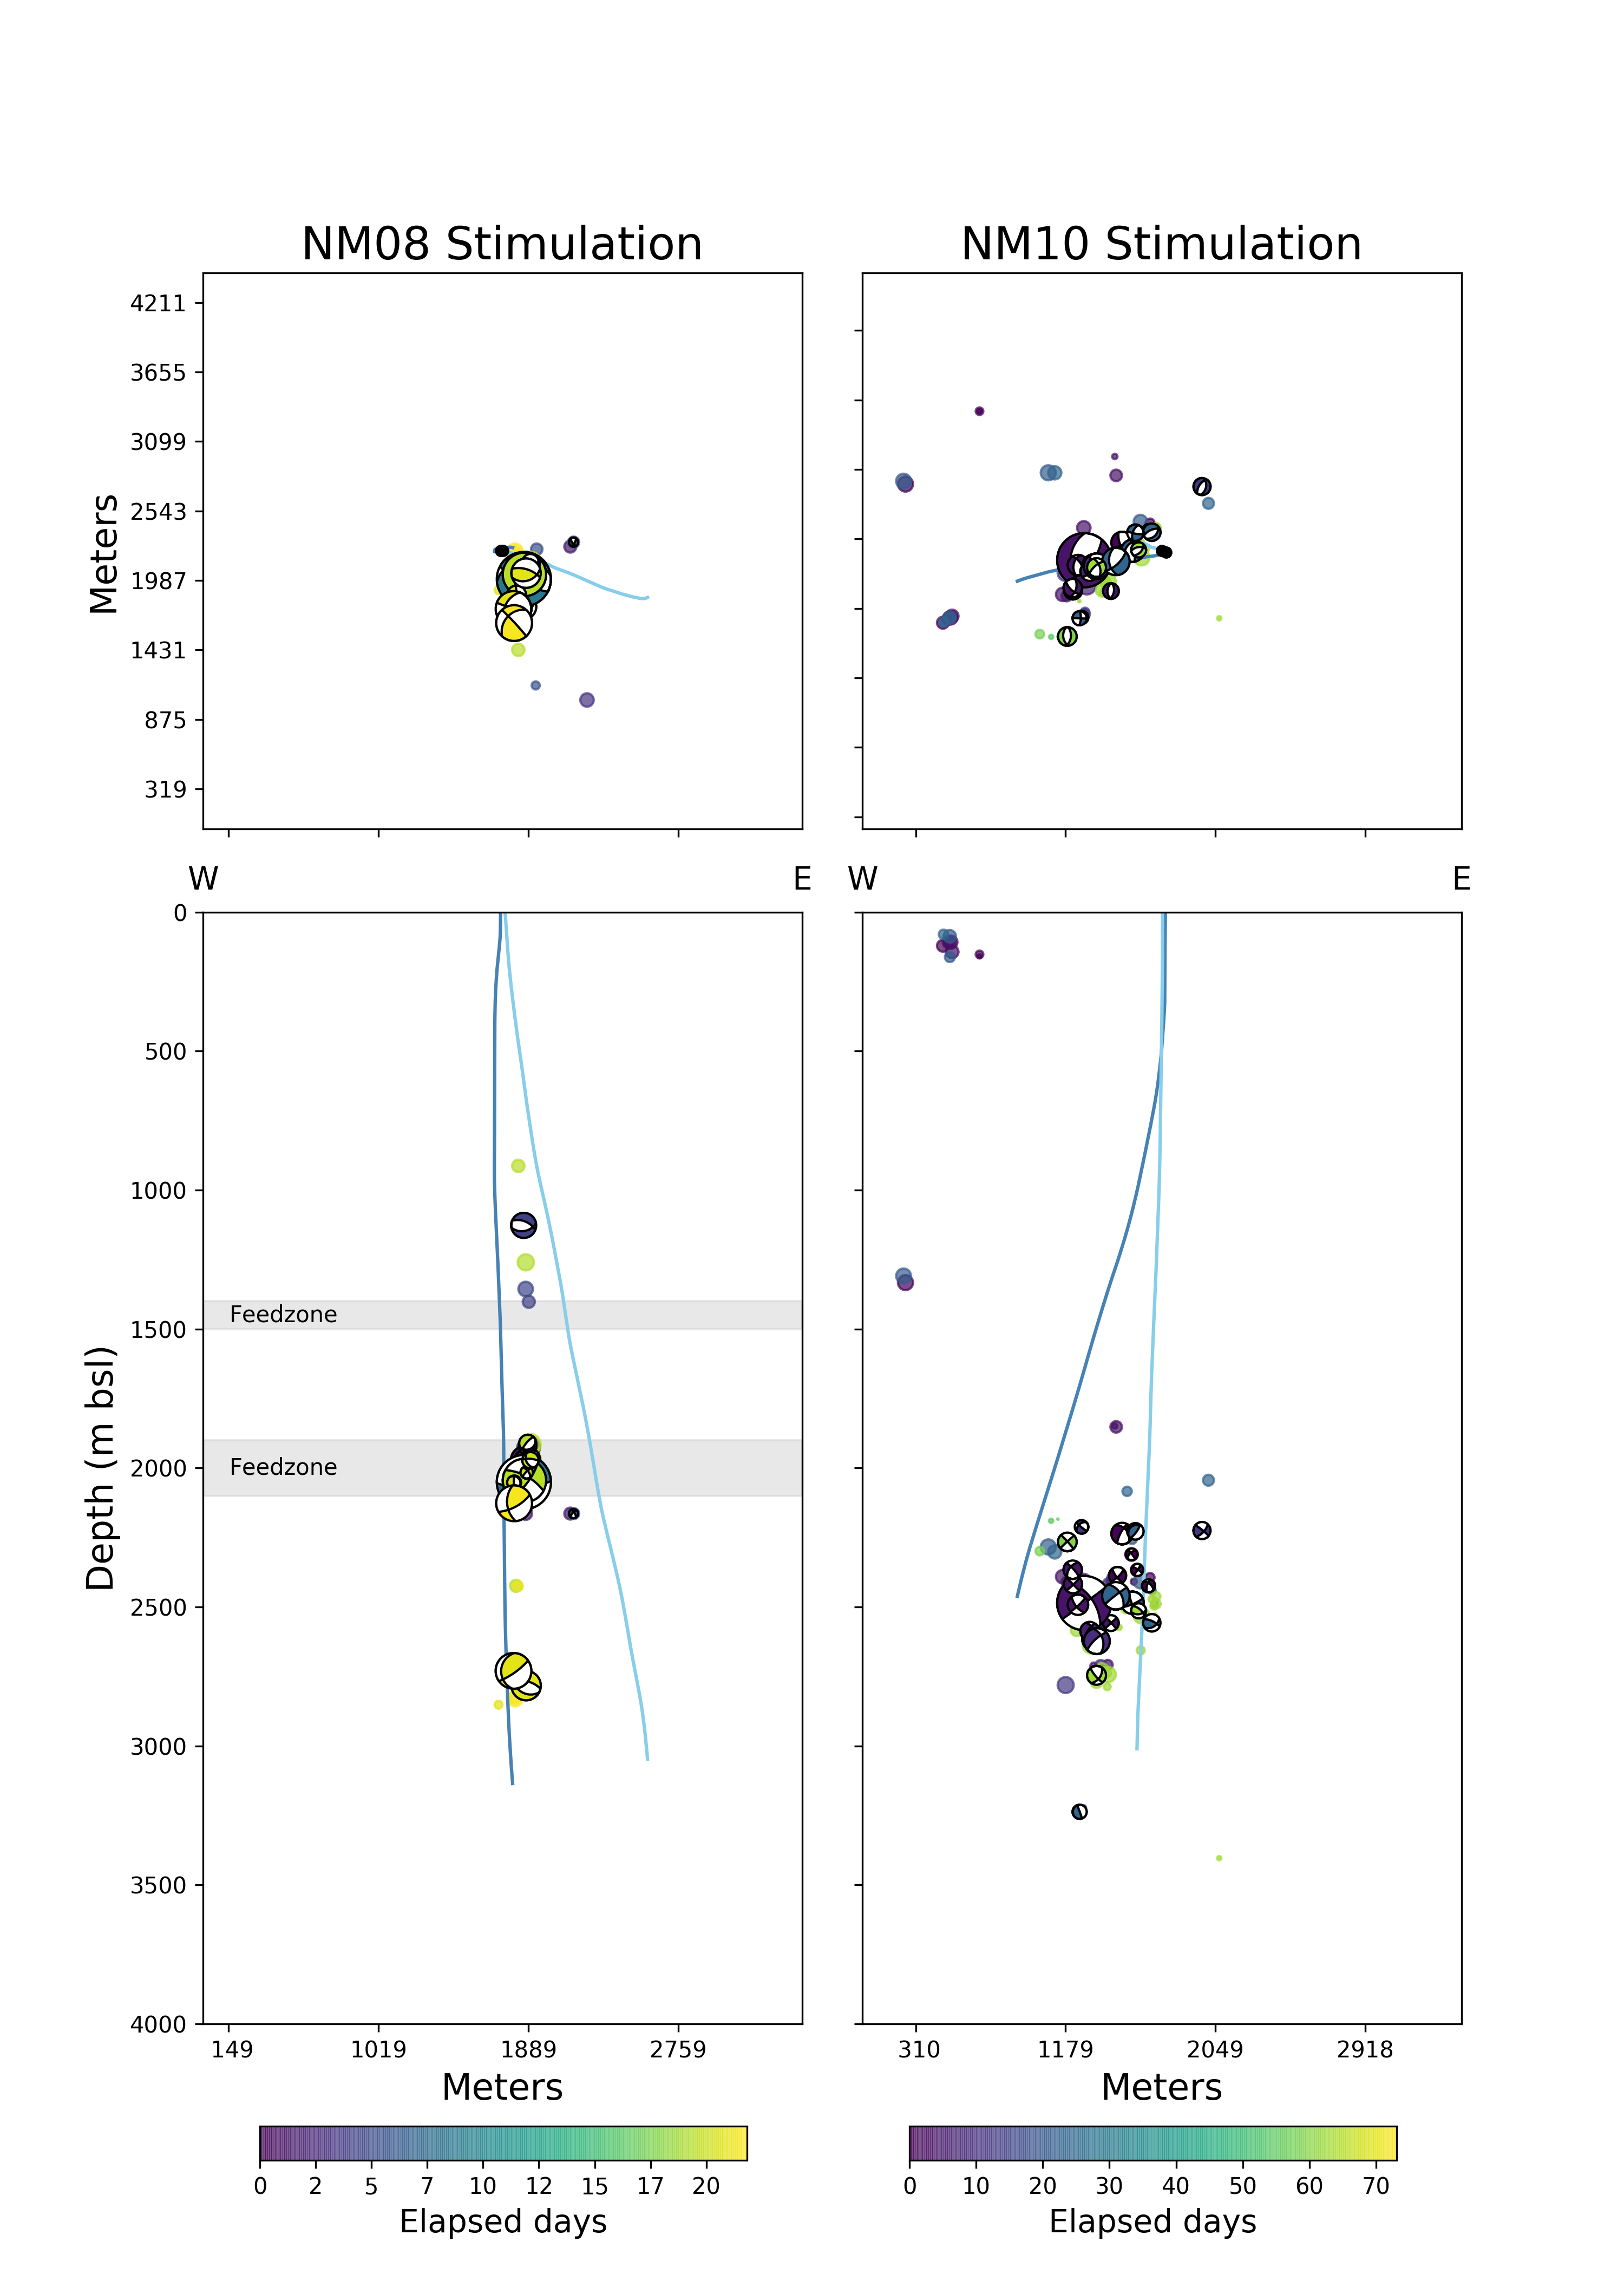 NM08 Stimulation
NM10 Stimulation
Meters
4211
3655
3099
2543
1987
1431
875
319
W
E
W
E
Depth (m bsl)
0
500
1000
1500
2000
2500
3000
3500
4000
Feedzone
Feedzone
149 1019 1889 2759
310 1179 2049 2918
Meters
Meters
0 2 5 7 10 12 15 17 20
0 10 20 30 40 50 60 70
Elapsed days
Elapsed days